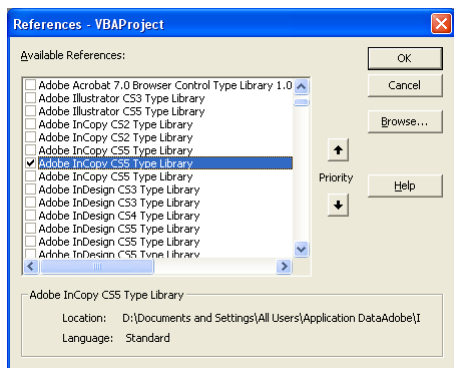 References - VBAProject
Available References:
Adobe Acrobat 7.0 Browser Control Type Library 1.0
Adobe Illustrator CS3 Type Library
Adobe Illustrator CS5 Type Library
Adobe InCopy CS2 Type Library
Adobe InCopy CS2 Type Library
Adobe InCopy CS5 Type Library
Adobe InCopy CS5 Type Library
Adobe InCopy CS5 Type Library
Adobe InDesign CS3 Type Library
Adobe InDesign CS3 Type Library
Adobe InDesign CS4 Type Library
Adobe InDesign CS5 Type Library
Adobe InDesign CS5 Type Library
Adobe InDesign CS5 Type Library
OK
Cancel
Browse...
Priority
Help
Adobe InCopy CS5 Type Library
Location: D:\Documents and Settings\All Users\Application DataAdobe\I
Language: Standard